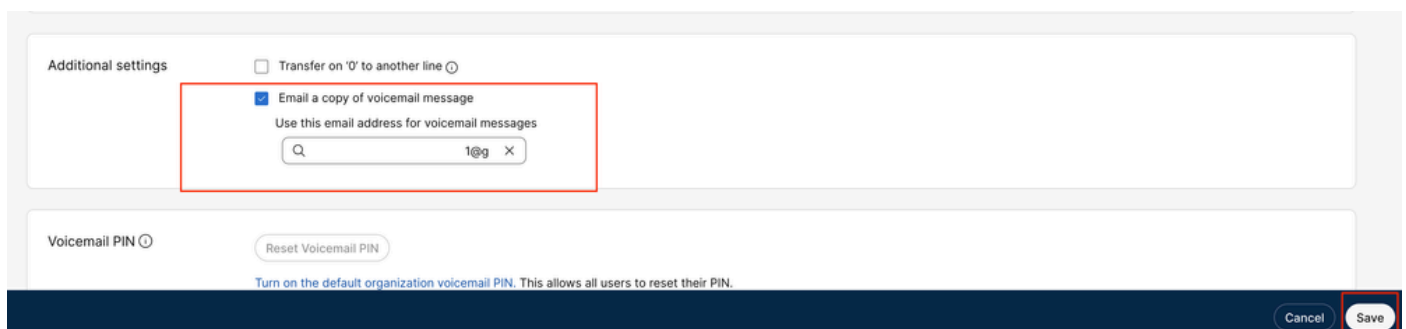 Additional settings
Transfer on '0' to another line
Email a copy of voicemail message
Use this email address for voicemail messages
1@g
Voicemail PIN
Reset Voicemail PIN
Turn on the default organization voicemail PIN. This allows all users to reset their PIN.
Cancel
Save